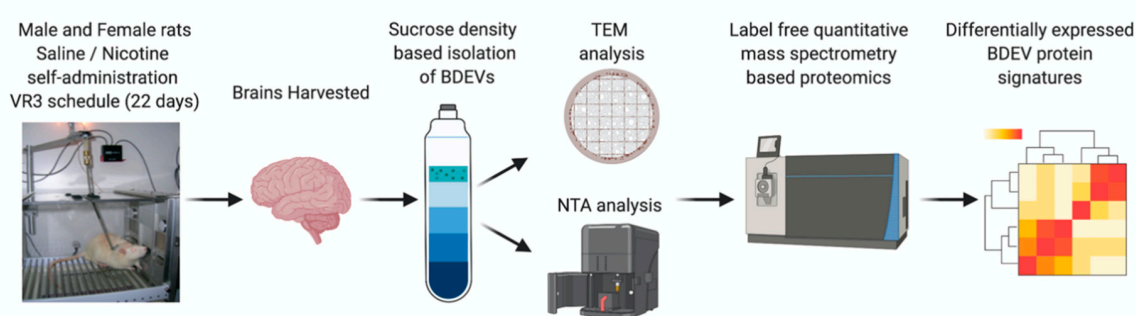 Male and Female rats
Saline / Nicotine
self-administration
VR3 schedule (22 days)
Brains Harvested
Sucrose density
based isolation
of BDEVs
TEM
analysis
NTA analysis
Label free quantitative
mass spectrometry
based proteomics
Differentially expressed
BDEV protein
signatures